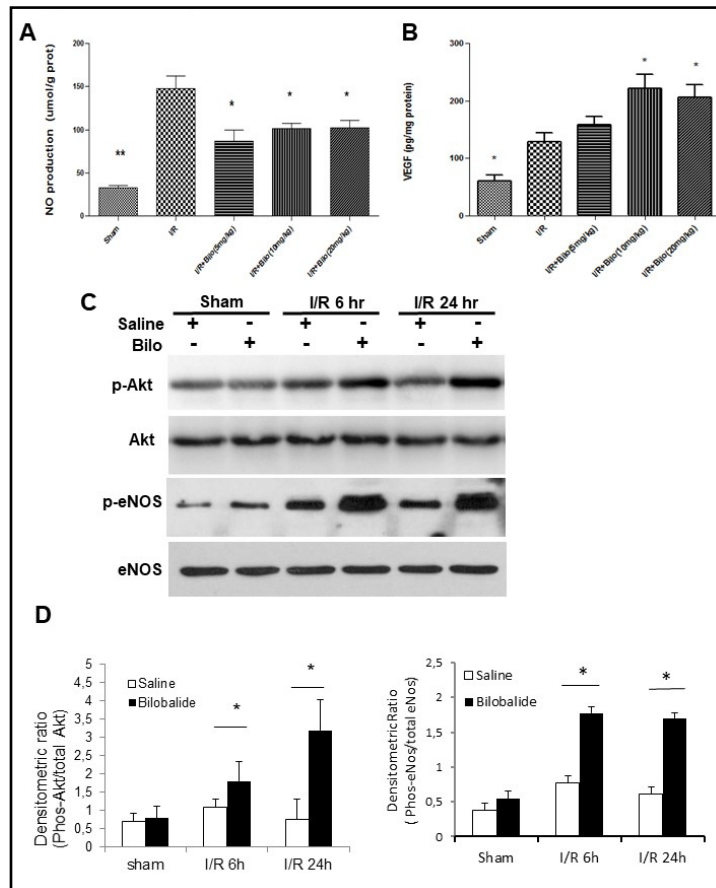 A
NO production (umol/g prot)
200
150
100
50
0
**
*
*
*
Sham
I/R
I/R+Bilo(5mg/kg)
I/R+Bilo(10mg/kg)
I/R+Bilo(20mg/kg)
B
VEGF (pg/mg protein)
300
200
100
0
*
*
*
Sham
I/R
I/R+Bilo(5mg/kg)
I/R+Bilo(10mg/kg)
I/R+Bilo(20mg/kg)
C
Sham I/R 6 hr I/R 24 hr
Saline + - + - + -
Bilo - + - + - +
p-Akt
Akt
p-eNOS
eNOS
D
Densitometric ratio
(Phos-Akt/total Akt)
5
4,5
4
3,5
3
2,5
2
1,5
1
0,5
0
Saline
Bilobalide
*
*
sham I/R 6h I/R 24h
DensitometricRatio
( Phos-eNos/total eNos)
2,5
2
1,5
1
0,5
0
Saline
Bilobalide
*
*
Sham I/R 6h I/R 24h